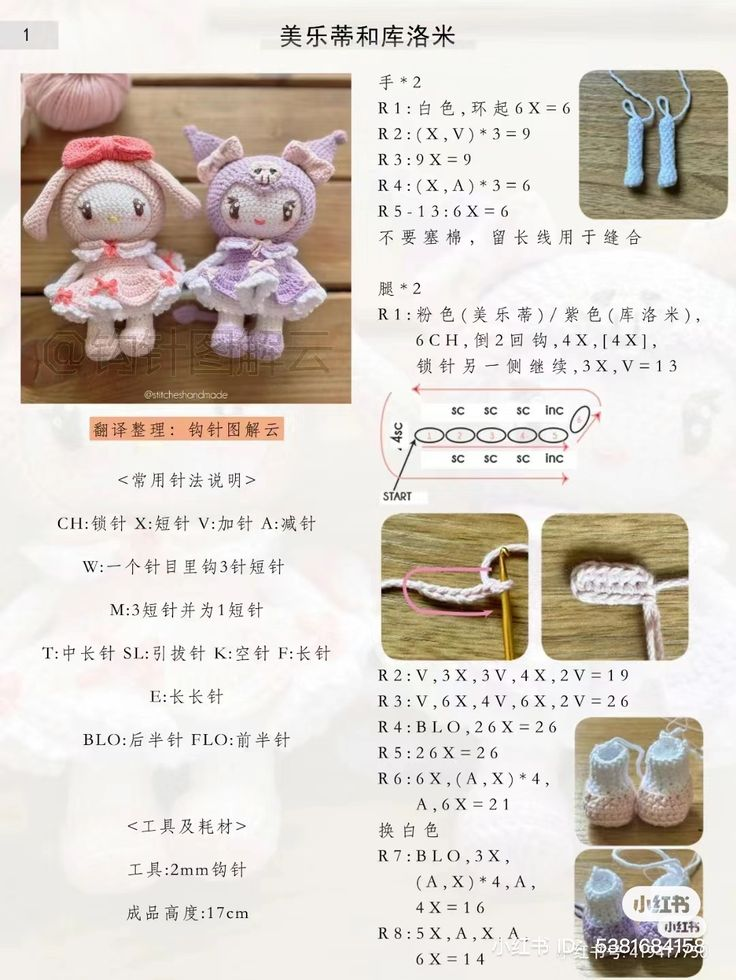 1
美乐蒂和库洛米
@钩针图解云
@stitcheshandmade
翻译整理：钩针图解云
<常用针法说明>
CH:锁针 X:短针 V:加针 A:减针
W:一个针目里钩3针短针
M:3短针并为1短针
T:中长针 SL:引拔针 K:空针 F:长针
E:长长针
BLO:后半针 FLO:前半针
<工具及耗材>
工具:2mm钩针
成品高度:17cm
手*2
R1:白色,环起6X=6
R2:(X,V)*3=9
R3:9X=9
R4:(X,A)*3=6
R5-13:6X=6
不要塞棉，留长线用于缝合
腿*2
R1:粉色(美乐蒂)/紫色(库洛米),
6CH,倒2回钩,4X,[4X],
锁针另一侧继续,3X,V=13
sc sc sc inc
.4sc
1 2 3 4 5 6
sc sc sc inc
START
R2:V,3X,3V,4X,2V=19
R3:V,6X,4V,6X,2V=26
R4:BLO,26X=26
R5:26X=26
R6:6X,(A,X)*4,
A,6X=21
换白色
R7:BLO,3X,
(A,X)*4,A,
4X=16
R8:5X,A,X,A,
6X=14
小红书
小红书
小红书 ID: 5381684158